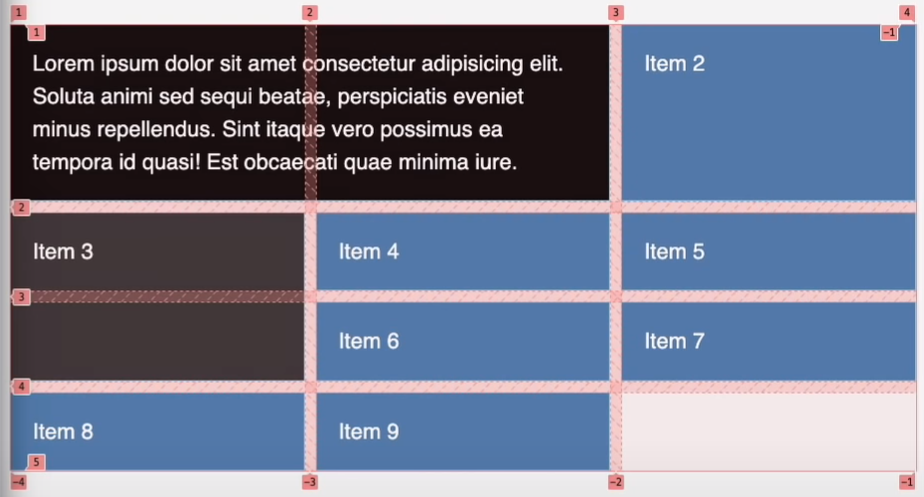 1 2 3 4
1 −1
Lorem ipsum dolor sit amet consectetur adipisicing elit.
Soluta animi sed sequi beatae, perspiciatis eveniet
minus repellendus. Sint itaque vero possimus ea
tempora id quasi! Est obcaecati quae minima iure.
Item 2
2
Item 3 Item 4 Item 5
3
Item 6 Item 7
4
Item 8 Item 9
5
−4 −3 −2 −1